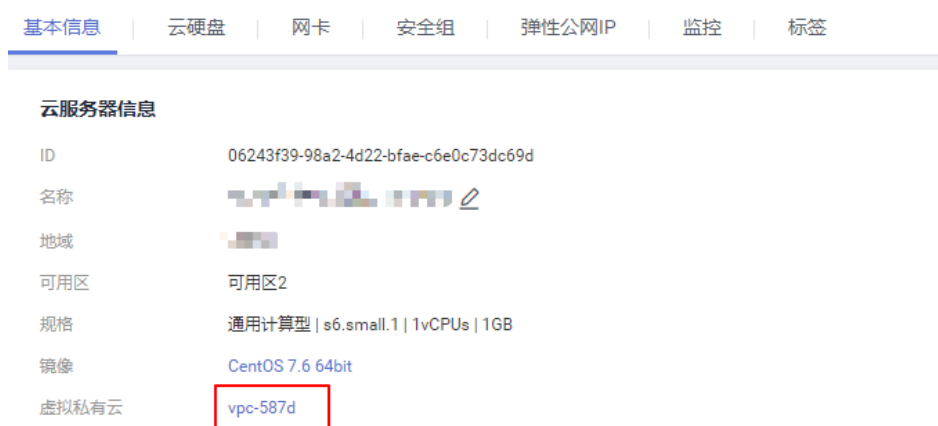 基本信息 云硬盘 网卡 安全组 弹性公网IP 监控 标签
云服务器信息
ID 06243f39-98a2-4d22-bfae-c6e0c73dc69d
名称
地域
可用区 可用区2
规格 通用计算型 | s6.small.1 | 1vCPUs | 1GB
镜像 CentOS 7.6 64bit
虚拟私有云 vpc-587d